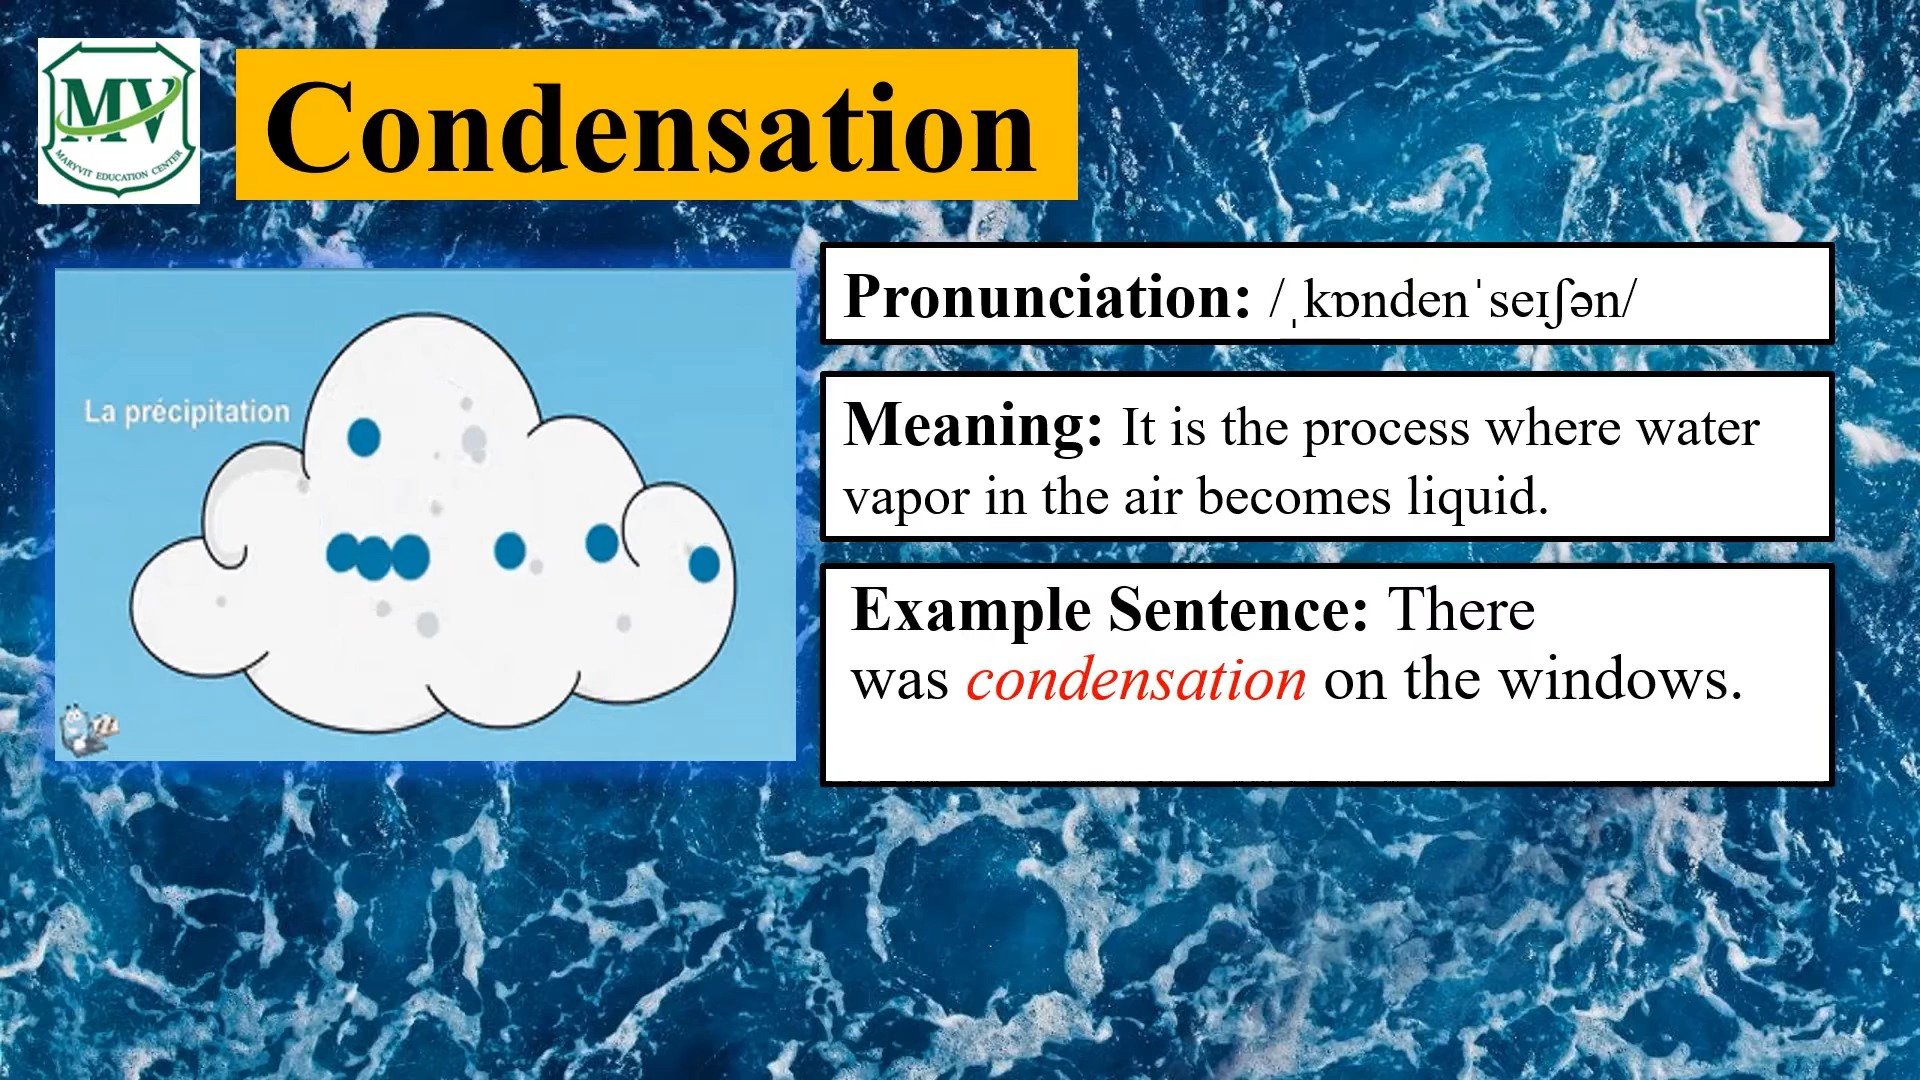 MV
MARYVIT EDUCATION CENTER
Condensation
La précipitation
Pronunciation: /ˌkɒndenˈseɪʃən/
Meaning: It is the process where water
vapor in the air becomes liquid.
Example Sentence: There
was condensation on the windows.